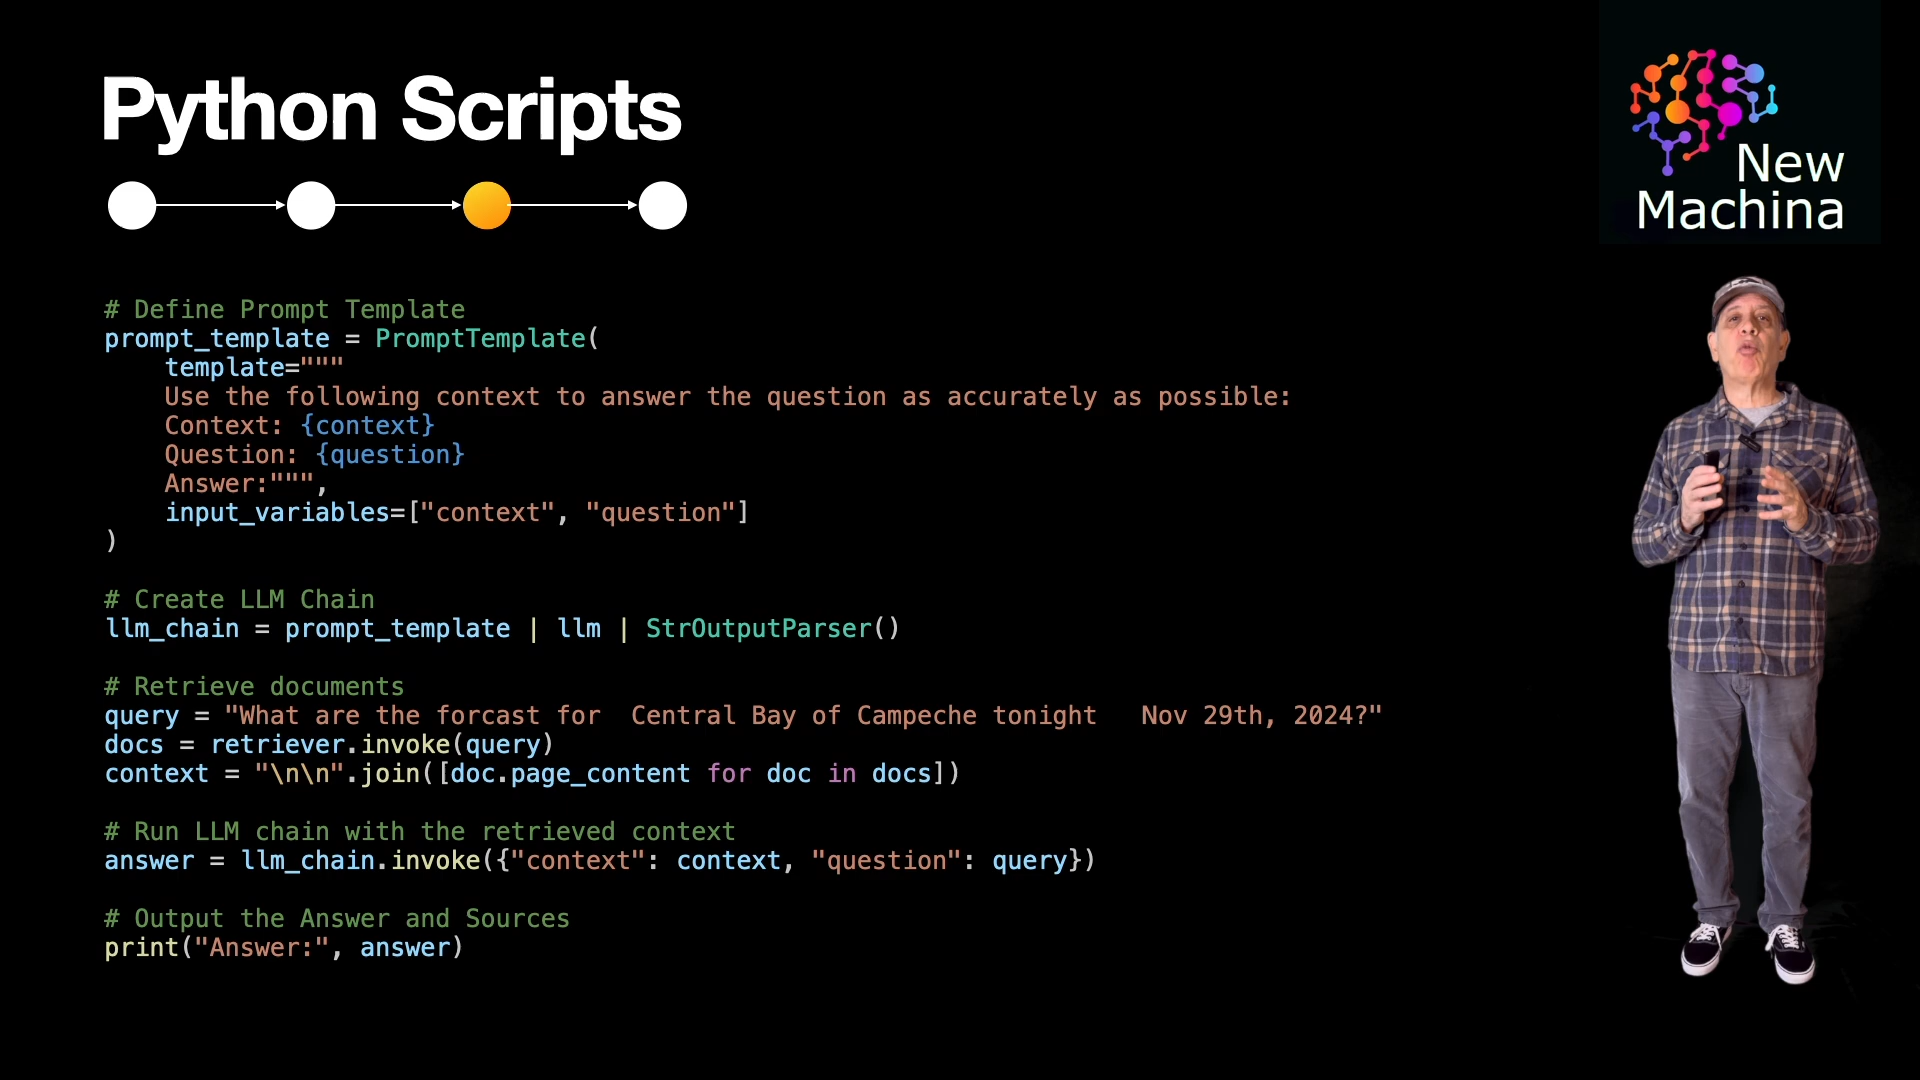 Python Scripts
New
Machina
# Define Prompt Template
prompt_template = PromptTemplate(
    template="""
    Use the following context to answer the question as accurately as possible:
    Context: {context}
    Question: {question}
    Answer:""",
    input_variables=["context", "question"]
)
# Create LLM Chain
llm_chain = prompt_template | llm | StrOutputParser()
# Retrieve documents
query = "What are the forcast for  Central Bay of Campeche tonight   Nov 29th, 2024?"
docs = retriever.invoke(query)
context = "\n\n".join([doc.page_content for doc in docs])
# Run LLM chain with the retrieved context
answer = llm_chain.invoke({"context": context, "question": query})
# Output the Answer and Sources
print("Answer:", answer)